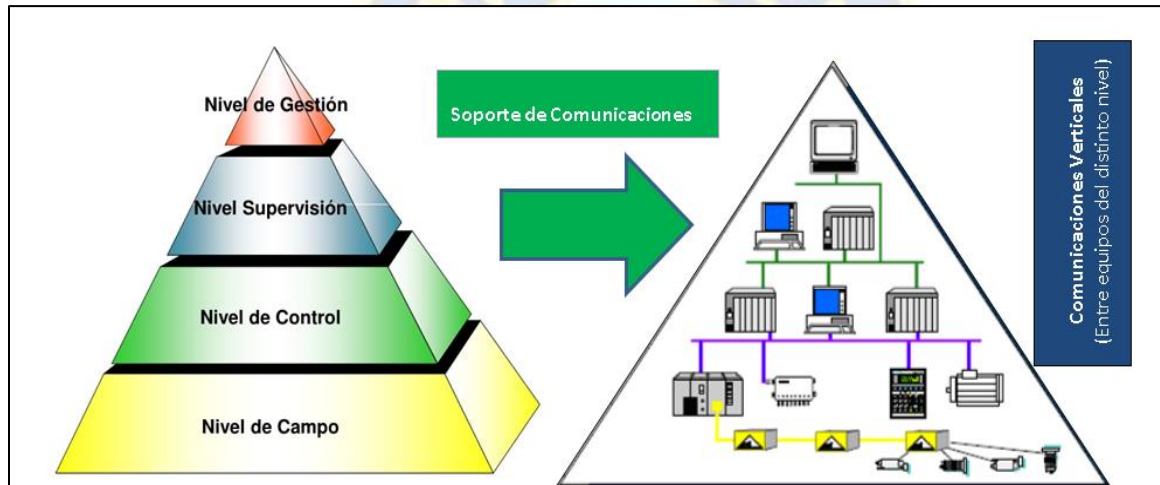 Nivel de Gestión
Nivel Supervisión
Nivel de Control
Nivel de Campo
Soporte de Comunicaciones
Comunicaciones Verticales
(Entre equipos del distinto nivel)